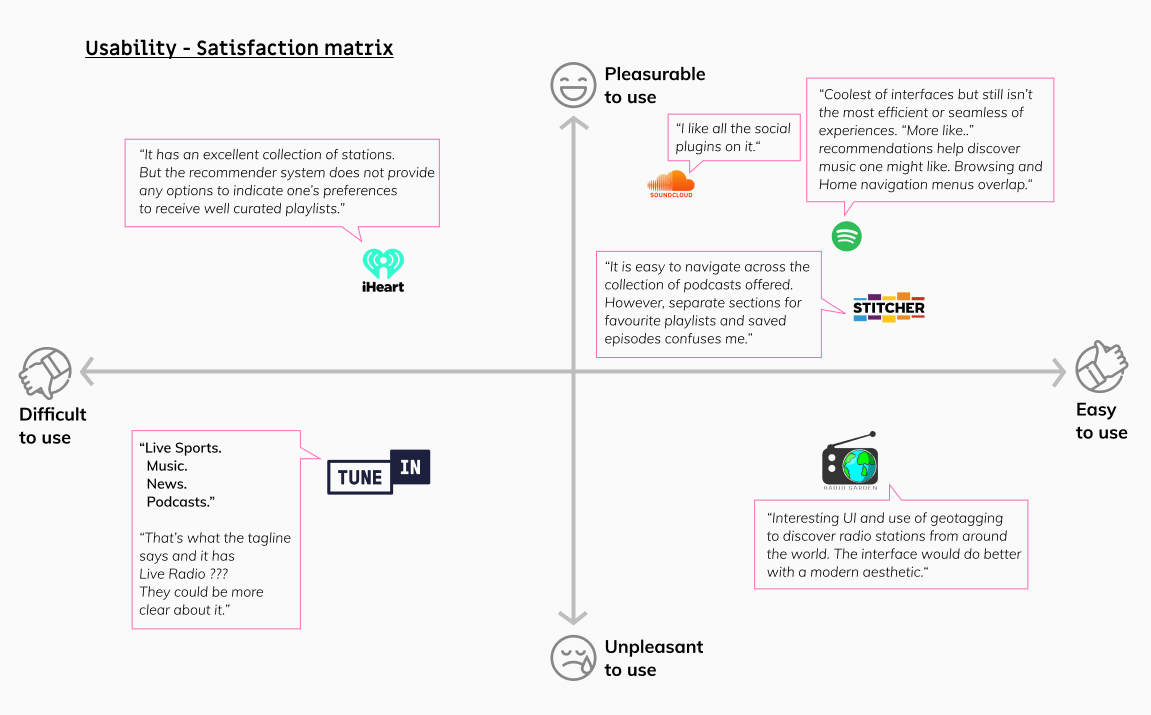 Usability - Satisfaction matrix
Pleasurable
to use
“It has an excellent collection of stations.
But the recommender system does not provide
any options to indicate one’s preferences
to receive well curated playlists.”
iHeart
“I like all the social
plugins on it.“
SOUNDCLOUD
“Coolest of interfaces but still isn’t
the most efficient or seamless of
experiences. “More like..”
recommendations help discover
music one might like. Browsing and
Home navigation menus overlap.“
“It is easy to navigate across the
collection of podcasts offered.
However, separate sections for
favourite playlists and saved
episodes confuses me.”
STITCHER
Difficult
to use
Easy
to use
“Live Sports.
Music.
News.
Podcasts.”
“That’s what the tagline
says and it has
Live Radio ???
They could be more
clear about it.”
TUNE IN
RADIO GARDEN
“Interesting UI and use of geotagging
to discover radio stations from around
the world. The interface would do better
with a modern aesthetic.“
Unpleasant
to use